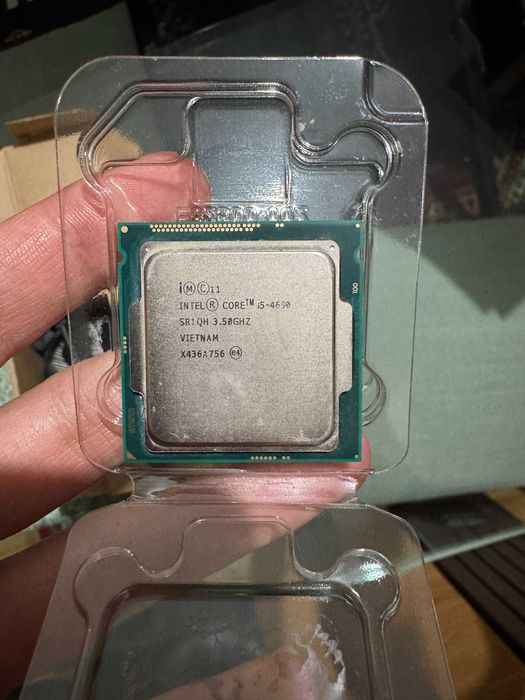 i Ⓜ Ⓒ 11
INTEL® CORE™ i5-4690
SR1QH 3.50GHZ
VIETNAM
X436A756 ⓔ4